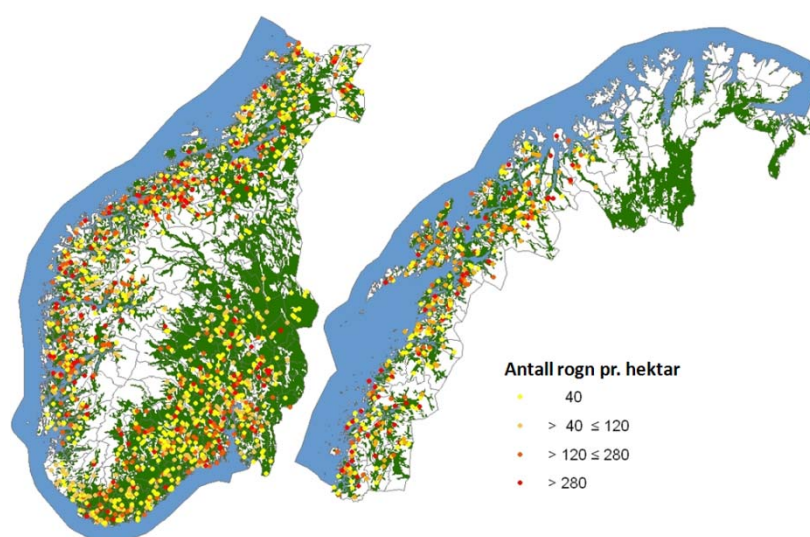 Antall rogn pr. hektar
40
> 40 ≤ 120
> 120 ≤ 280
> 280